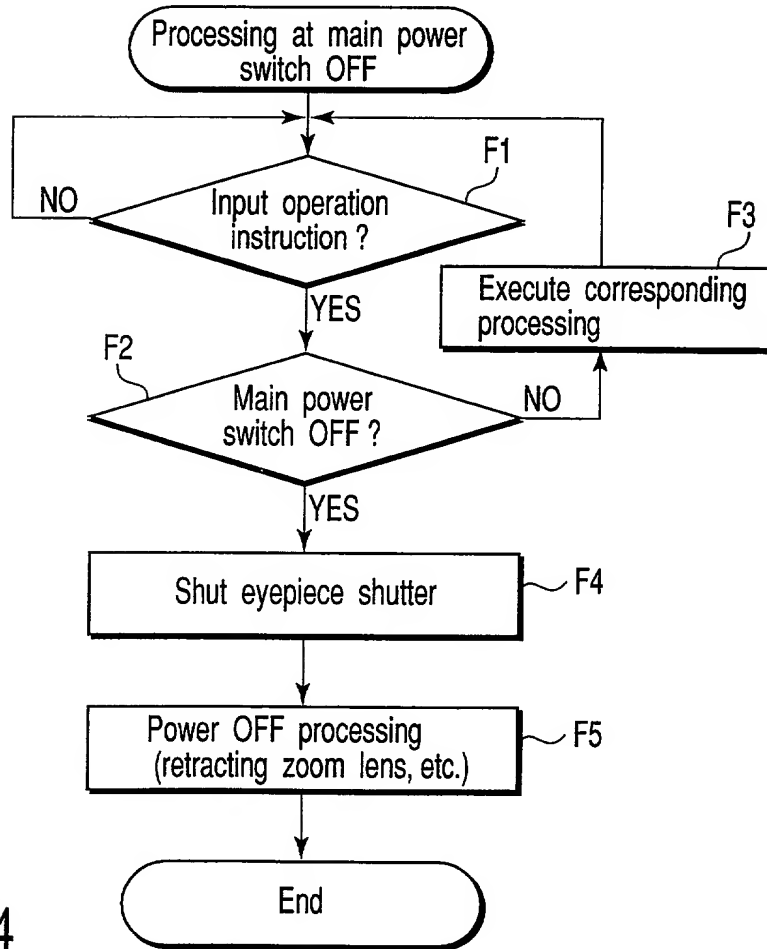 Processing at main power
switch OFF
F1
NO
Input operation
instruction ?
F3
Execute corresponding
processing
YES
F2
Main power
switch OFF ?
NO
YES
Shut eyepiece shutter
F4
Power OFF processing
(retracting zoom lens, etc.)
F5
End
4